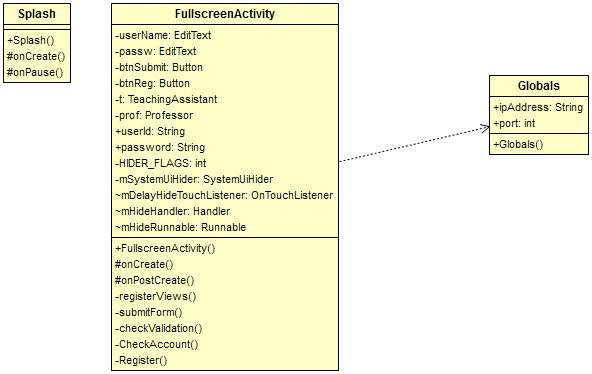 Splash
+Splash()
#onCreate()
#onPause()
FullscreenActivity
-userName: EditText
-passw: EditText
-btnSubmit: Button
-btnReg: Button
-t: TeachingAssistant
-prof: Professor
+userId: String
+password: String
-HIDER_FLAGS: int
-mSystemUiHider: SystemUiHider
~mDelayHideTouchListener: OnTouchListener
~mHideHandler: Handler
~mHideRunnable: Runnable
+FullscreenActivity()
#onCreate()
#onPostCreate()
-registerViews()
-submitForm()
-checkValidation()
-CheckAccount()
-Register()
Globals
+ipAddress: String
+port: int
+Globals()